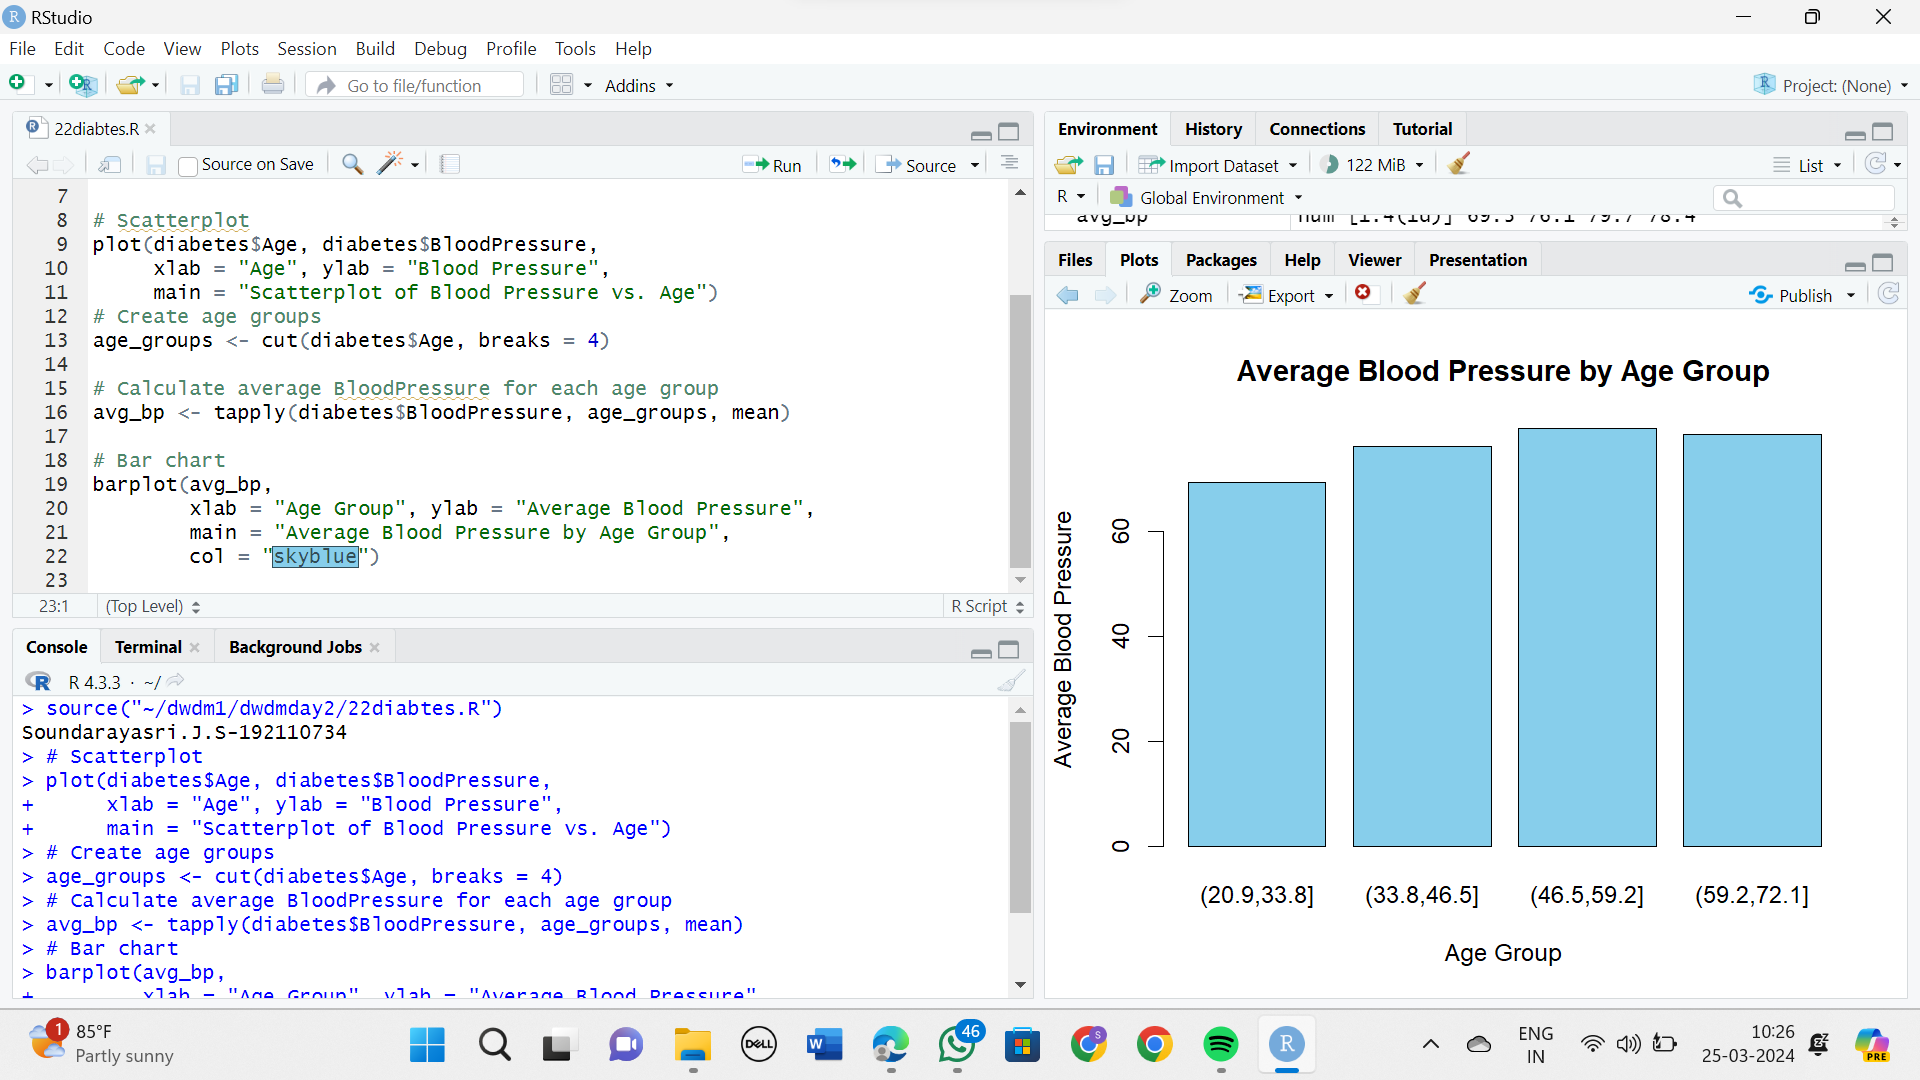 RStudio
File Edit Code View Plots Session Build Debug Profile Tools Help
Go to file/function Addins Project: (None)
22diabtes.R
Source on Save Run Source
7
8 # Scatterplot
9 plot(diabetes$Age, diabetes$BloodPressure,
10 xlab = "Age", ylab = "Blood Pressure",
11 main = "Scatterplot of Blood Pressure vs. Age")
12 # Create age groups
13 age_groups <- cut(diabetes$Age, breaks = 4)
14
15 # Calculate average BloodPressure for each age group
16 avg_bp <- tapply(diabetes$BloodPressure, age_groups, mean)
17
18 # Bar chart
19 barplot(avg_bp,
20 xlab = "Age Group", ylab = "Average Blood Pressure",
21 main = "Average Blood Pressure by Age Group",
22 col = "skyblue")
23
23:1 (Top Level) R Script
Console Terminal Background Jobs
R 4.3.3 · ~/
> source("~/dwdm1/dwdmday2/22diabtes.R")
Soundarayasri.J.S-192110734
> # Scatterplot
> plot(diabetes$Age, diabetes$BloodPressure,
+ xlab = "Age", ylab = "Blood Pressure",
+ main = "Scatterplot of Blood Pressure vs. Age")
> # Create age groups
> age_groups <- cut(diabetes$Age, breaks = 4)
> # Calculate average BloodPressure for each age group
> avg_bp <- tapply(diabetes$BloodPressure, age_groups, mean)
> # Bar chart
> barplot(avg_bp,
+ xlab = "Age Group", ylab = "Average Blood Pressure"
Environment History Connections Tutorial
Import Dataset 122 MiB List
R Global Environment
avg_bp num [1:4(1d)] 69.5 76.1 79.7 78.4
Files Plots Packages Help Viewer Presentation
Zoom Export Publish
Average Blood Pressure by Age Group
Average Blood Pressure
60
40
20
0
(20.9,33.8] (33.8,46.5] (46.5,59.2] (59.2,72.1]
Age Group
1
85°F
Partly sunny
DELL
W
46
S
R
ENG
IN
10:26
25-03-2024
PRE